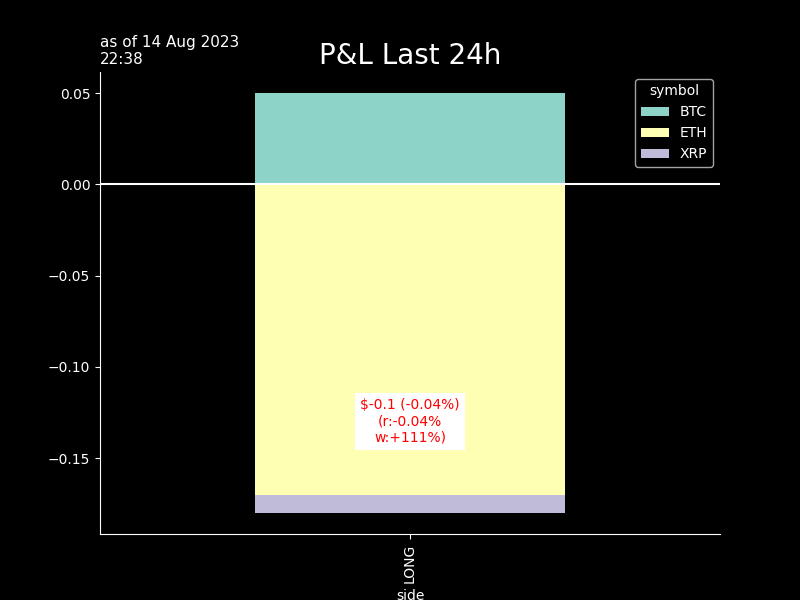 as of 14 Aug 2023
22:38
P&L Last 24h
symbol
BTC
ETH
XRP
0.05
0.00
−0.05
−0.10
−0.15
$-0.1 (-0.04%)
(r:-0.04%
w:+111%)
LONG
side